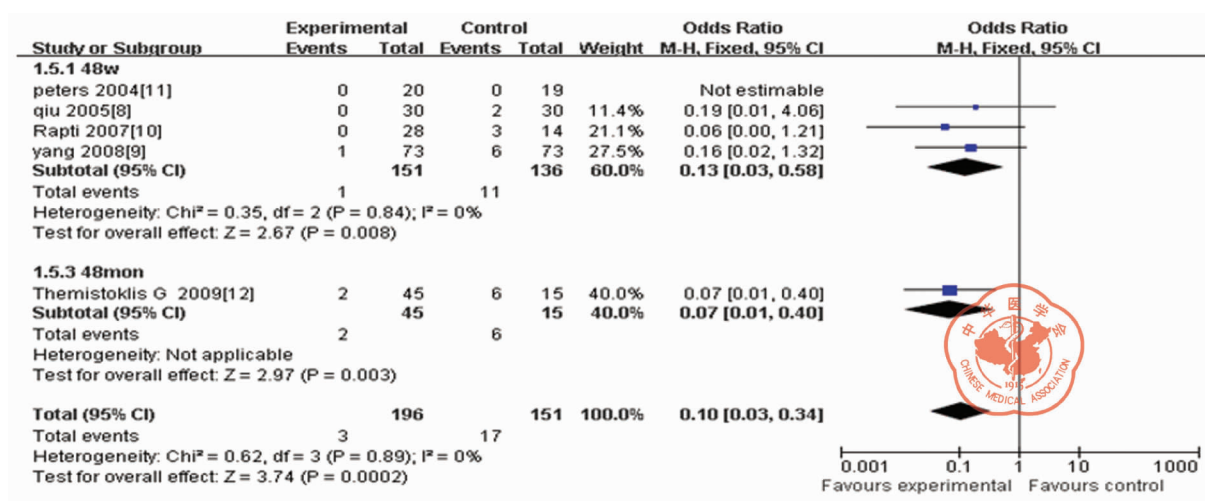 Experimental Control Odds Ratio Odds Ratio
Study or Subgroup Events Total Events Total Weight M-H, Fixed, 95% CI M-H, Fixed, 95% CI
1.5.1 48w
peters 2004[11] 0 20 0 19 Not estimable
qiu 2005[8] 0 30 2 30 11.4% 0.19 [0.01, 4.06]
Rapti 2007[10] 0 28 3 14 21.1% 0.06 [0.00, 1.21]
yang 2008[9] 1 73 6 73 27.5% 0.16 [0.02, 1.32]
Subtotal (95% CI) 151 136 60.0% 0.13 [0.03, 0.58]
Total events 1 11
Heterogeneity: Chi² = 0.35, df = 2 (P = 0.84); I² = 0%
Test for overall effect: Z = 2.67 (P = 0.008)
1.5.3 48mon
Themistoklis G 2009[12] 2 45 6 15 40.0% 0.07 [0.01, 0.40]
Subtotal (95% CI) 45 15 40.0% 0.07 [0.01, 0.40]
Total events 2 6
Heterogeneity: Not applicable
Test for overall effect: Z = 2.97 (P = 0.003)
Total (95% CI) 196 151 100.0% 0.10 [0.03, 0.34]
Total events 3 17
Heterogeneity: Chi² = 0.62, df = 3 (P = 0.89); I² = 0%
Test for overall effect: Z = 3.74 (P = 0.0002)
0.001 0.1 1 10 1000
Favours experimental Favours control
中华医学会
1915
CHINESE MEDICAL ASSOCIATION